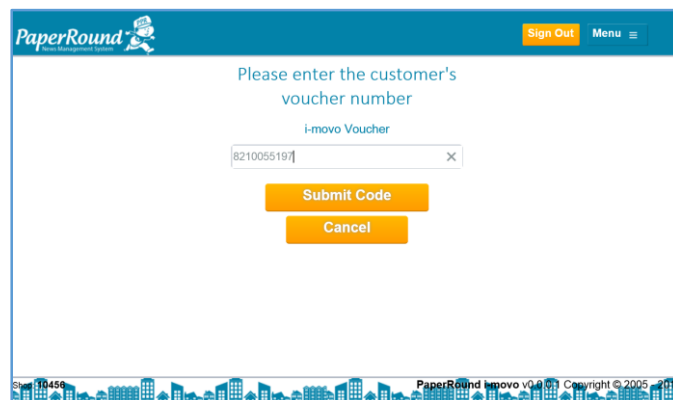 PaperRound
News Management System
Sign Out
Menu
Please enter the customer's
voucher number
i-movo Voucher
8210055197
Submit Code
Cancel
Shop: 10456
PaperRound i-movo v0.0.0.1 Copyright © 2005 - 201